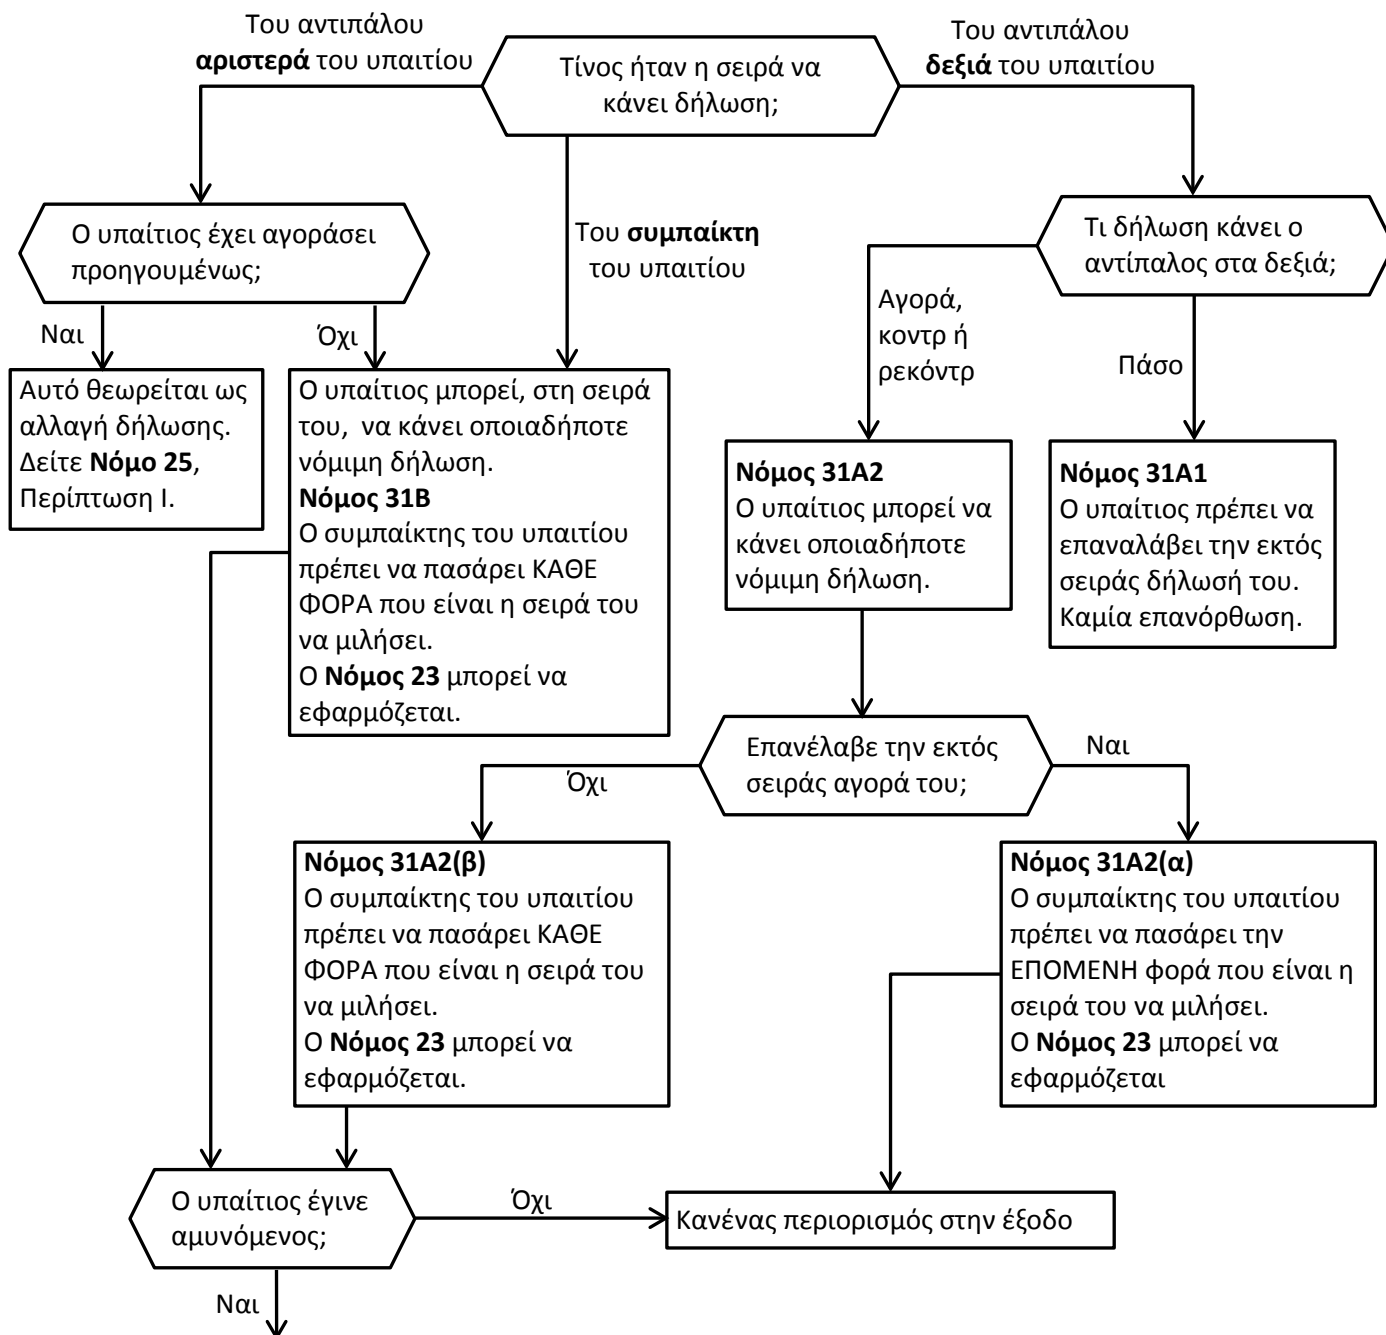 Του αντιπάλου
αριστερά του υπαιτίου
Τίνος ήταν η σειρά να
κάνει δήλωση;
Του αντιπάλου
δεξιά του υπαιτίου
Ο υπαίτιος έχει αγοράσει
προηγουμένως;
Του συμπαίκτη
του υπαιτίου
Τι δήλωση κάνει ο
αντίπαλος στα δεξιά;
Ναι
Όχι
Αγορά,
κοντρ ή
ρεκόντρ
Πάσο
Αυτό θεωρείται ως
αλλαγή δήλωσης.
Δείτε Νόμο 25,
Περίπτωση Ι.
Ο υπαίτιος μπορεί, στη σειρά
του, να κάνει οποιαδήποτε
νόμιμη δήλωση.
Νόμος 31Β
Ο συμπαίκτης του υπαιτίου
πρέπει να πασάρει ΚΑΘΕ
ΦΟΡΑ που είναι η σειρά του
να μιλήσει.
Ο Νόμος 23 μπορεί να
εφαρμόζεται.
Νόμος 31Α2
Ο υπαίτιος μπορεί να
κάνει οποιαδήποτε
νόμιμη δήλωση.
Νόμος 31Α1
Ο υπαίτιος πρέπει να
επαναλάβει την εκτός
σειράς δήλωσή του.
Καμία επανόρθωση.
Επανέλαβε την εκτός
σειράς αγορά του;
Όχι
Ναι
Νόμος 31Α2(β)
Ο συμπαίκτης του υπαιτίου
πρέπει να πασάρει ΚΑΘΕ
ΦΟΡΑ που είναι η σειρά του
να μιλήσει.
Ο Νόμος 23 μπορεί να
εφαρμόζεται.
Νόμος 31Α2(α)
Ο συμπαίκτης του υπαιτίου
πρέπει να πασάρει την
ΕΠΟΜΕΝΗ φορά που είναι η
σειρά του να μιλήσει.
Ο Νόμος 23 μπορεί να
εφαρμόζεται
Ο υπαίτιος έγινε
αμυνόμενος;
Όχι
Κανένας περιορισμός στην έξοδο
Ναι